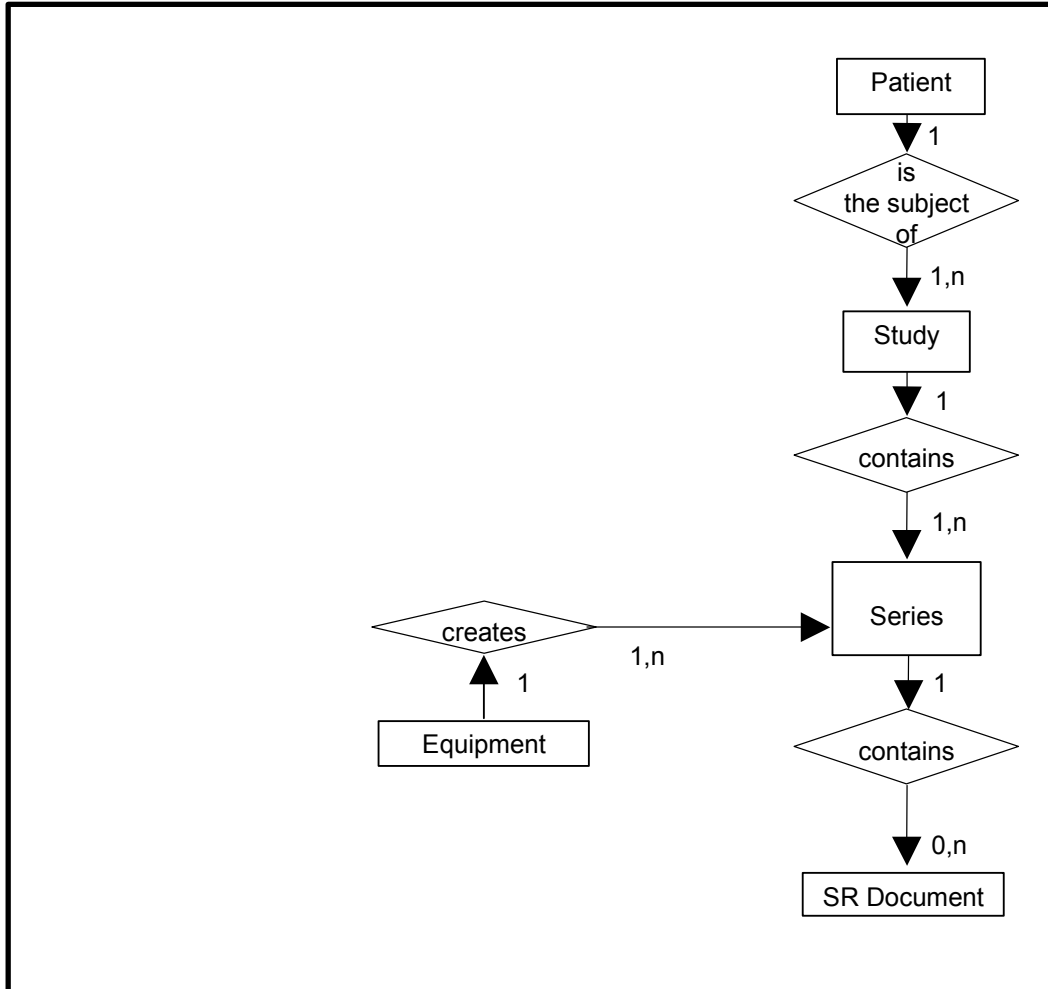 Patient
1
is
the subject
of
1,n
Study
1
contains
1,n
Series
creates
1,n
1
1
Equipment
contains
0,n
SR Document